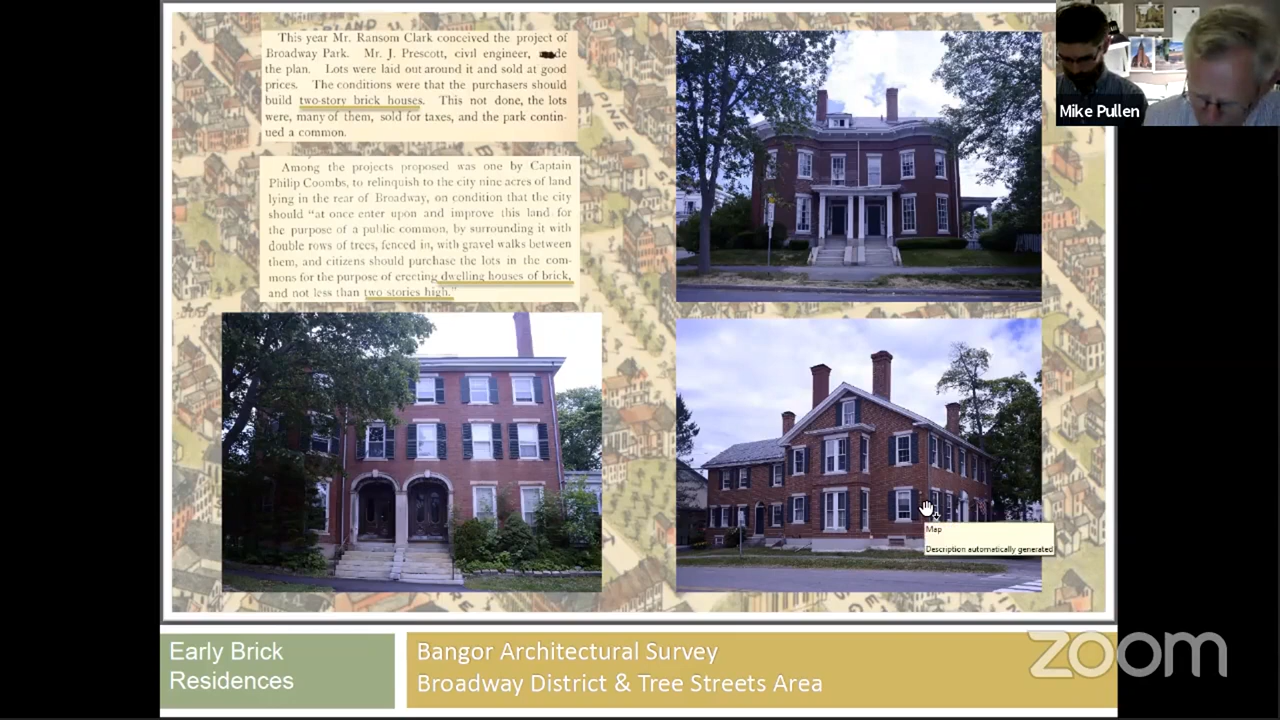 This year Mr. Ransom Clark conceived the project of
Broadway Park. Mr. J. Prescott, civil engineer,
the plan. Lots were laid out around it and sold at good
prices. The conditions were that the purchasers should
build two-story brick houses. This not done, the lots
were, many of them, sold for taxes, and the park contin-
ued a common.
Among the projects proposed was one by Captain
Philip Coombs, to relinquish to the city nine acres of land
lying in the rear of Broadway, on condition that the city
should "at once enter upon and improve this land for
the purpose of a public common, by surrounding it with
double rows of trees, fenced in, with gravel walks between
them, and citizens should purchase the lots in the com-
mons for the purpose of erecting dwelling houses of brick,
and not less than two stories high."
Mike Pullen
Map
Description automatically generated
Early Brick
Residences
Bangor Architectural Survey
Broadway District & Tree Streets Area
zoom